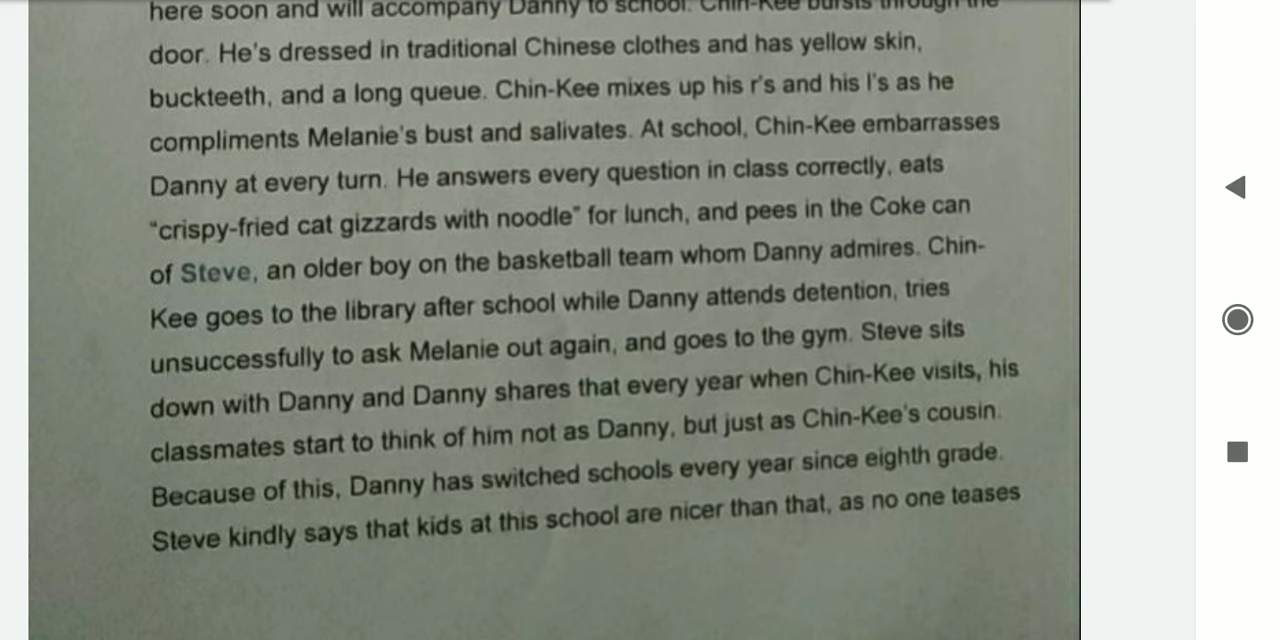 here soon and will accompany Danny to school. Chin-Kee bursts through the
door. He's dressed in traditional Chinese clothes and has yellow skin,
buckteeth, and a long queue. Chin-Kee mixes up his r's and his l's as he
compliments Melanie's bust and salivates. At school, Chin-Kee embarrasses
Danny at every turn. He answers every question in class correctly, eats
"crispy-fried cat gizzards with noodle" for lunch, and pees in the Coke can
of Steve, an older boy on the basketball team whom Danny admires. Chin-
Kee goes to the library after school while Danny attends detention, tries
unsuccessfully to ask Melanie out again, and goes to the gym. Steve sits
down with Danny and Danny shares that every year when Chin-Kee visits, his
classmates start to think of him not as Danny, but just as Chin-Kee's cousin.
Because of this, Danny has switched schools every year since eighth grade.
Steve kindly says that kids at this school are nicer than that, as no one teases